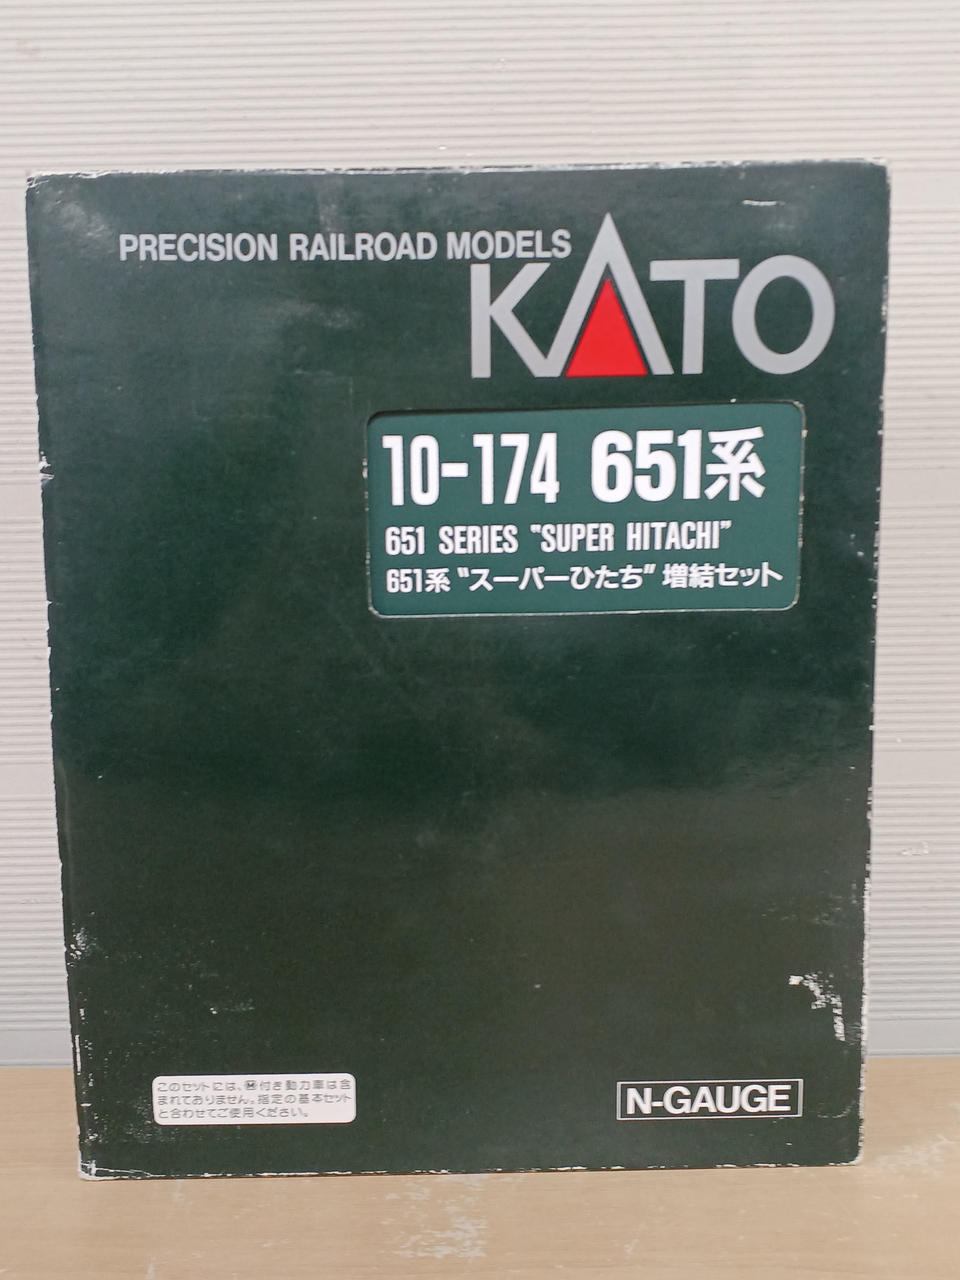 PRECISION RAILROAD MODELS
KATO
10-174 651系
651 SERIES "SUPER HITACHI"
651系 "スーパーひたち" 増結セット
このセットには、Ⓜ付き動力車は含
まれておりません。指定の基本セット
と合わせてご使用ください。
N-GAUGE